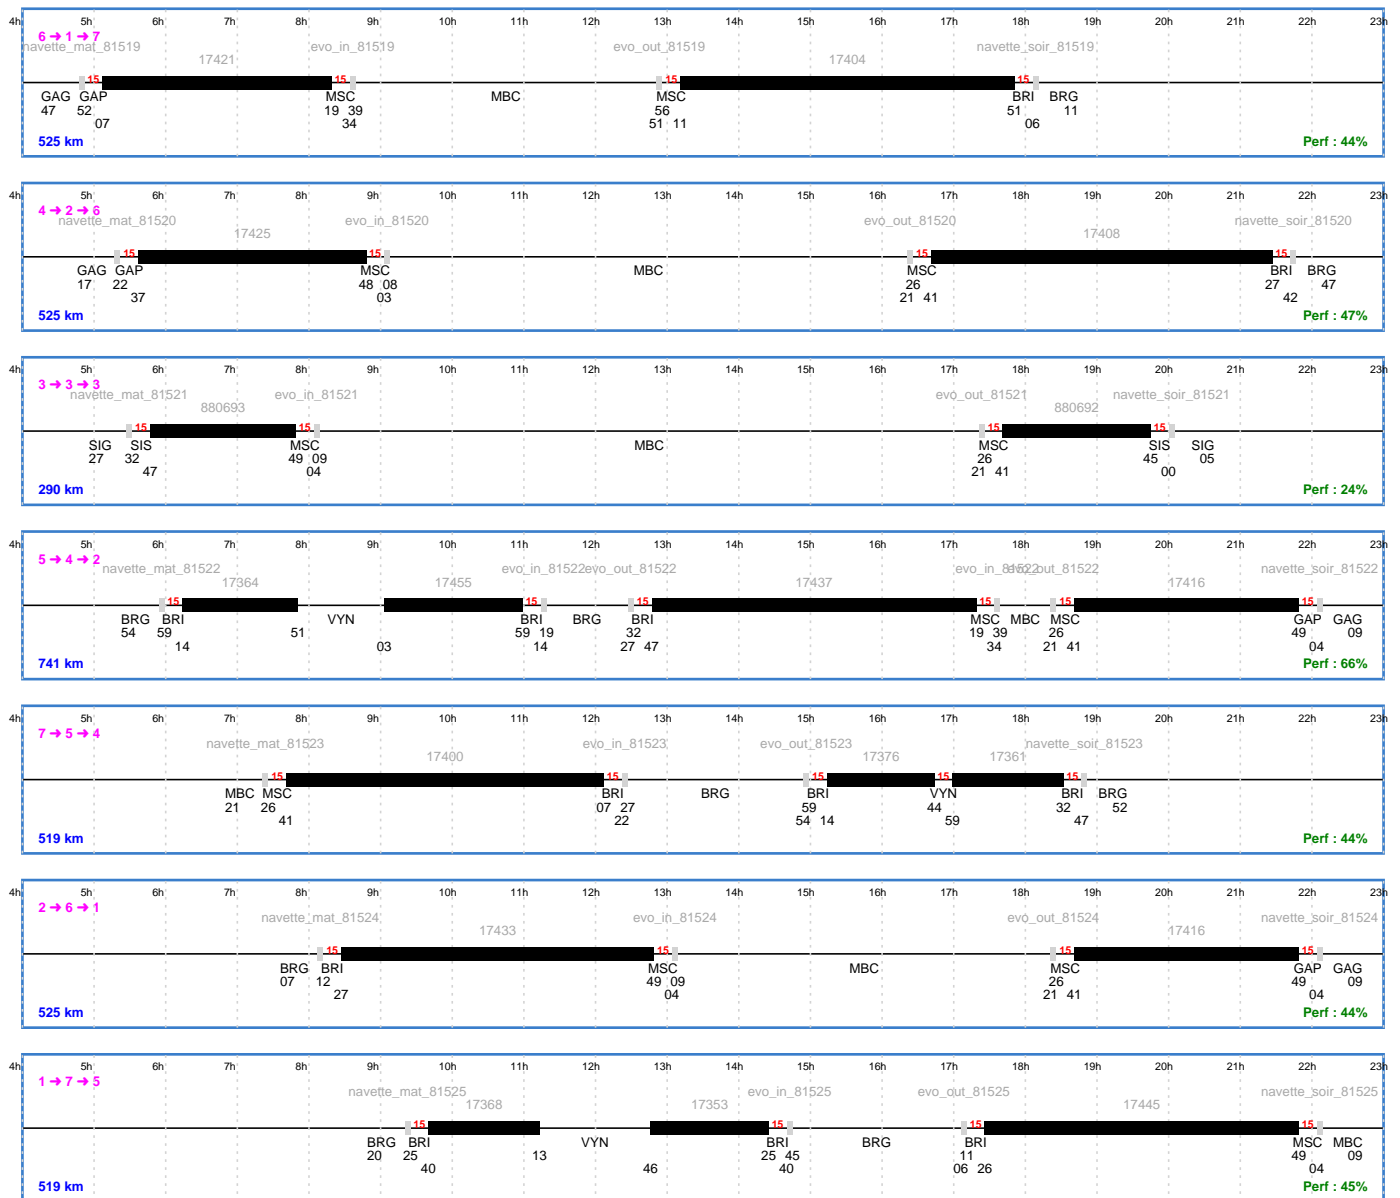 4h 5h 6h 7h 8h 9h 10h 11h 12h 13h 14h 15h 16h 17h 18h 19h 20h 21h 22h 23h
6 → 1 → 7
navette_mat_81519 evo_in_81519 evo_out_81519 navette_soir_81519
17421 17404
15 15 15 15
GAG GAP MSC MBC MSC BRI BRG
47 52 19 39 56 51 11
07 34 51 11 06
525 km Perf : 44%
4h 5h 6h 7h 8h 9h 10h 11h 12h 13h 14h 15h 16h 17h 18h 19h 20h 21h 22h 23h
4 → 2 → 6
navette_mat_81520 evo_in_81520 evo_out_81520 navette_soir_81520
17425 17408
15 15 15 15
GAG GAP MSC MBC MSC BRI BRG
17 22 48 08 26 27 47
37 03 21 41 42
525 km Perf : 47%
4h 5h 6h 7h 8h 9h 10h 11h 12h 13h 14h 15h 16h 17h 18h 19h 20h 21h 22h 23h
3 → 3 → 3
navette_mat_81521 evo_in_81521 evo_out_81521 navette_soir_81521
880693 880692
15 15 15 15
SIG SIS MSC MBC MSC SIS SIG
27 32 49 09 26 45 05
47 04 21 41 00
290 km Perf : 24%
4h 5h 6h 7h 8h 9h 10h 11h 12h 13h 14h 15h 16h 17h 18h 19h 20h 21h 22h 23h
5 → 4 → 2
navette_mat_81522 evo_in_81522 evo_out_81522 evo_in_81522 evo_out_81522 navette_soir_81522
17364 17455 17437 17416
15 15 15 15 15 15
BRG BRI VYN BRI BRG BRI MSC MBC MSC GAP GAG
54 59 51 59 19 32 19 39 26 49 09
14 03 14 27 47 34 21 41 04
741 km Perf : 66%
4h 5h 6h 7h 8h 9h 10h 11h 12h 13h 14h 15h 16h 17h 18h 19h 20h 21h 22h 23h
7 → 5 → 4
navette_mat_81523 evo_in_81523 evo_out_81523 navette_soir_81523
17400 17376 17361
15 15 15 15 15
MBC MSC BRI BRG BRI VYN BRI BRG
21 26 07 27 59 44 32 52
41 22 54 14 59 47
519 km Perf : 44%
4h 5h 6h 7h 8h 9h 10h 11h 12h 13h 14h 15h 16h 17h 18h 19h 20h 21h 22h 23h
2 → 6 → 1
navette_mat_81524 evo_in_81524 evo_out_81524 navette_soir_81524
17433 17416
15 15 15 15
BRG BRI MSC MBC MSC GAP GAG
07 12 49 09 26 49 09
27 04 21 41 04
525 km Perf : 44%
4h 5h 6h 7h 8h 9h 10h 11h 12h 13h 14h 15h 16h 17h 18h 19h 20h 21h 22h 23h
1 → 7 → 5
navette_mat_81525 evo_in_81525 evo_out_81525 navette_soir_81525
17368 17353 17445
15 15 15 15
BRG BRI VYN BRI BRG BRI MSC MBC
20 25 13 25 45 11 49 09
40 46 40 06 26 04
519 km Perf : 45%